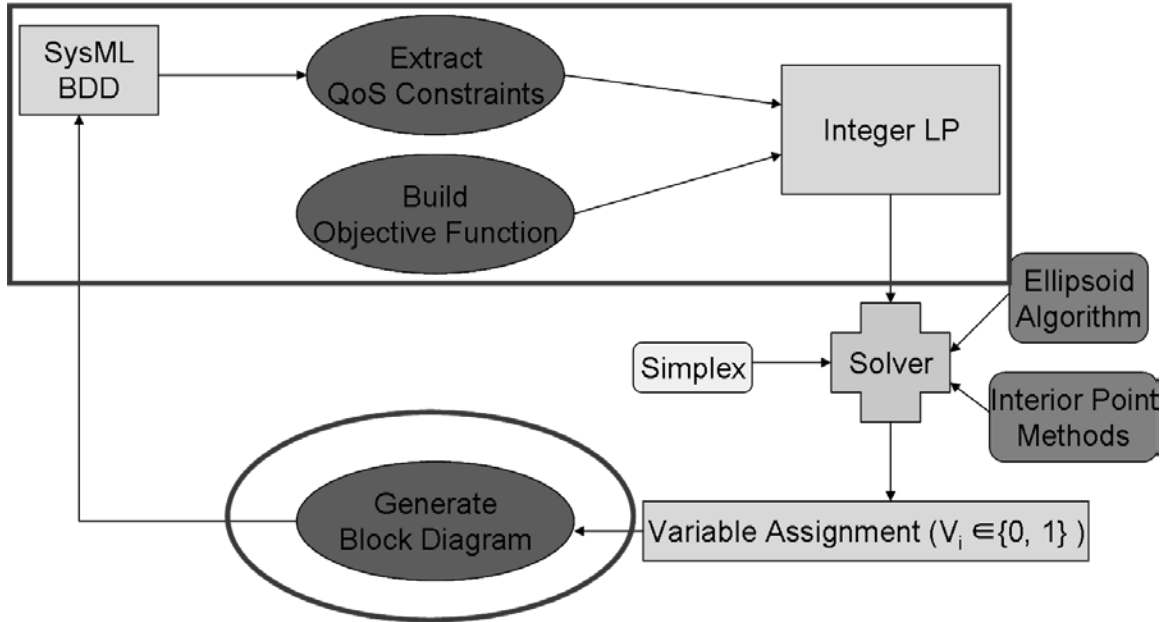 SysML
BDD
Extract
QoS Constraints
Build
Objective Function
Integer LP
Ellipsoid
Algorithm
Simplex
Solver
Interior Point
Methods
Generate
Block Diagram
Variable Assignment (Vᵢ ∈{0, 1} )